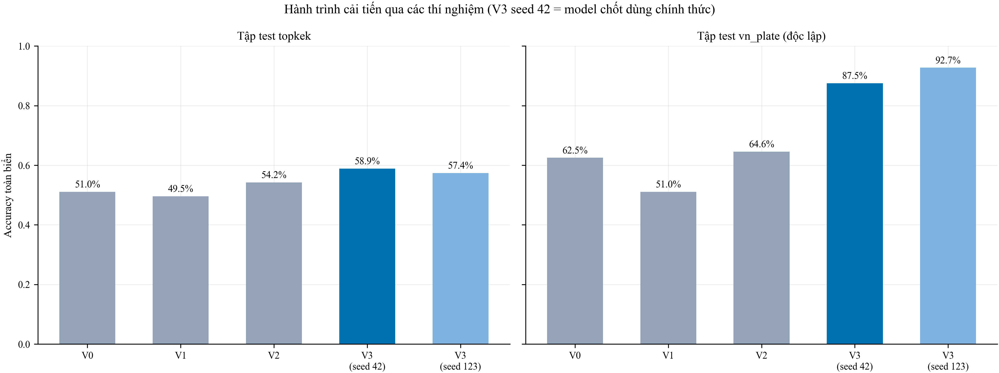 Hành trình cải tiến qua các thí nghiệm (V3 seed 42 = model chốt dùng chính thức)
Tập test topkek
Accuracy toàn biển
1.0
0.8
0.6
0.4
0.2
0.0
51.0%
49.5%
54.2%
58.9%
57.4%
V0
V1
V2
V3
(seed 42)
V3
(seed 123)
Tập test vn_plate (độc lập)
62.5%
51.0%
64.6%
87.5%
92.7%
V0
V1
V2
V3
(seed 42)
V3
(seed 123)